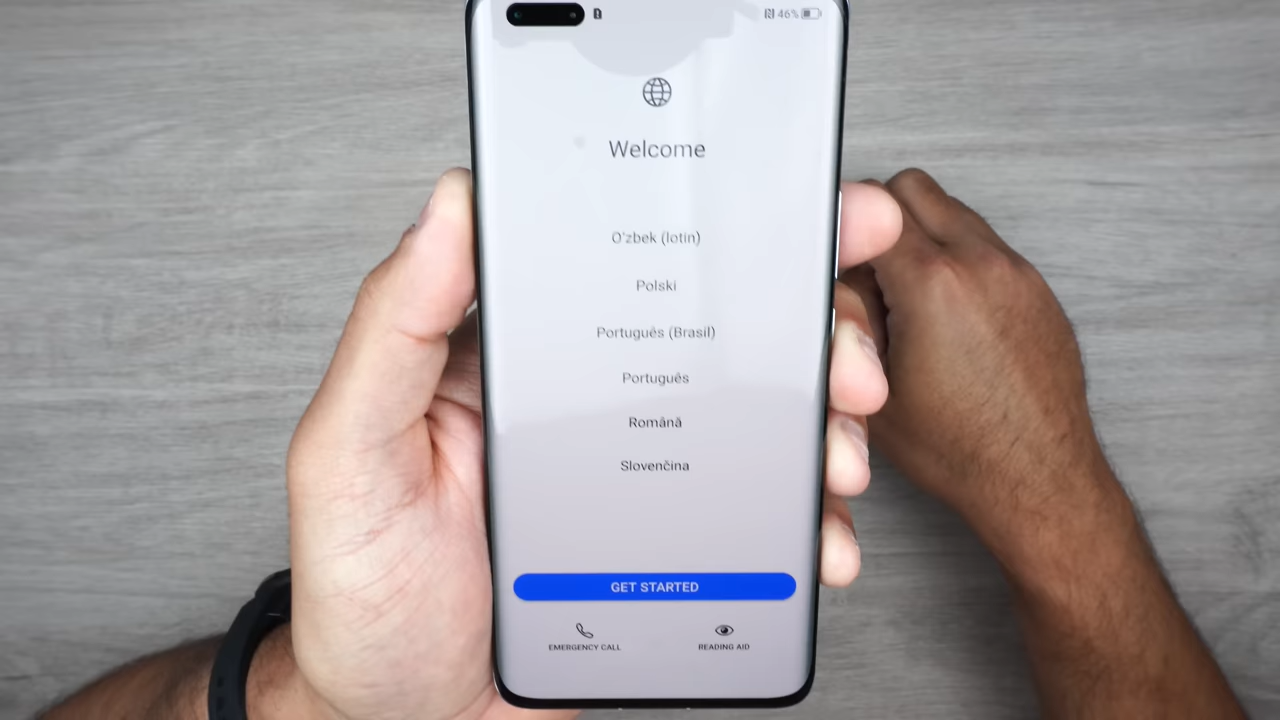 46%
Welcome
O'zbek (lotin)
Polski
Português (Brasil)
Português
Română
Slovenčina
GET STARTED
EMERGENCY CALL
READING AID